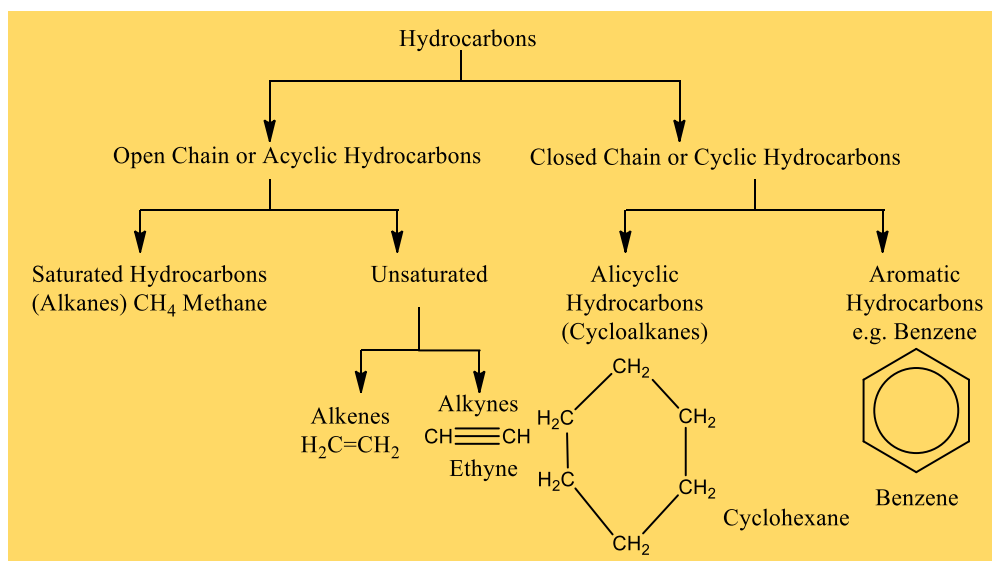 Hydrocarbons
Open Chain or Acyclic Hydrocarbons
Closed Chain or Cyclic Hydrocarbons
Saturated Hydrocarbons
(Alkanes) CH₄ Methane
Unsaturated
Alicyclic
Hydrocarbons
(Cycloalkanes)
Aromatic
Hydrocarbons
e.g. Benzene
Alkenes
H₂C=CH₂
Alkynes
CH≡CH
Ethyne
CH₂
H₂C
CH₂
H₂C
CH₂
CH₂
Cyclohexane
Benzene